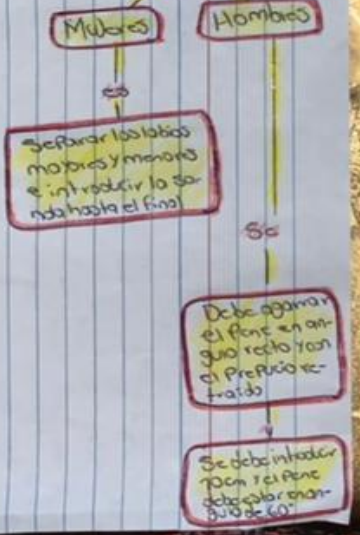 Mujeres
Hombres
es
Separar los labios
mayores y menores
e introducir la so-
nda hasta el final
Se
Debe agarrar
el Pene en an-
gulo recto y con
el Prepucio re-
traido
Se debe introducir
10cm y el Pene
debe estar en an-
gulo de 60°